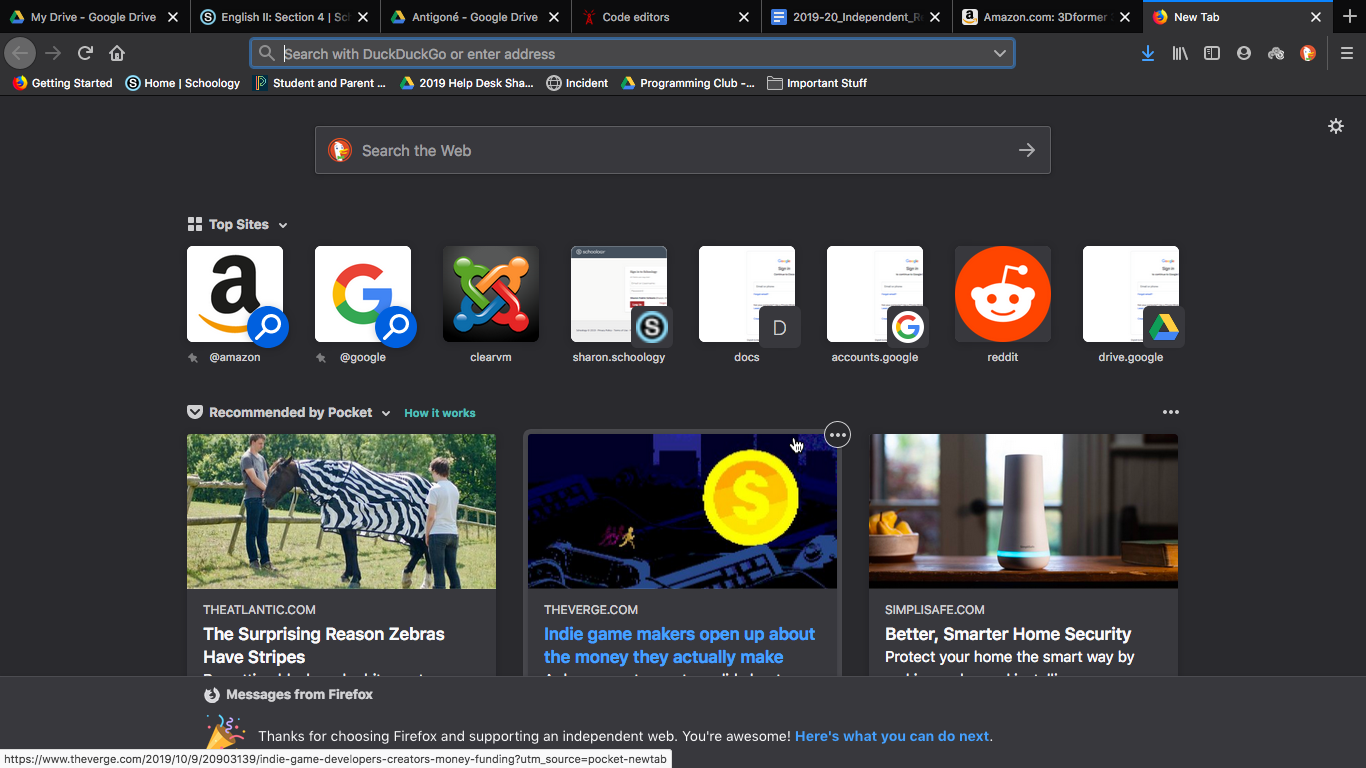 My Drive - Google Drive
English II: Section 4 | Sch
Antigoné - Google Drive
Code editors
2019-20_Independent_Re
Amazon.com: 3Dformer
New Tab
Search with DuckDuckGo or enter address
Getting Started
Home | Schoology
Student and Parent ...
2019 Help Desk Sha...
Incident
Programming Club -...
Important Stuff
Search the Web
Top Sites
@amazon
@google
clearvm
sharon.schoology
docs
accounts.google
reddit
drive.google
D
Recommended by Pocket
How it works
THEATLANTIC.COM
The Surprising Reason Zebras
Have Stripes
THEVERGE.COM
Indie game makers open up about
the money they actually make
SIMPLISAFE.COM
Better, Smarter Home Security
Protect your home the smart way by
Messages from Firefox
Thanks for choosing Firefox and supporting an independent web. You're awesome! Here's what you can do next.
https://www.theverge.com/2019/10/9/20903139/indie-game-developers-creators-money-funding?utm_source=pocket-newtab